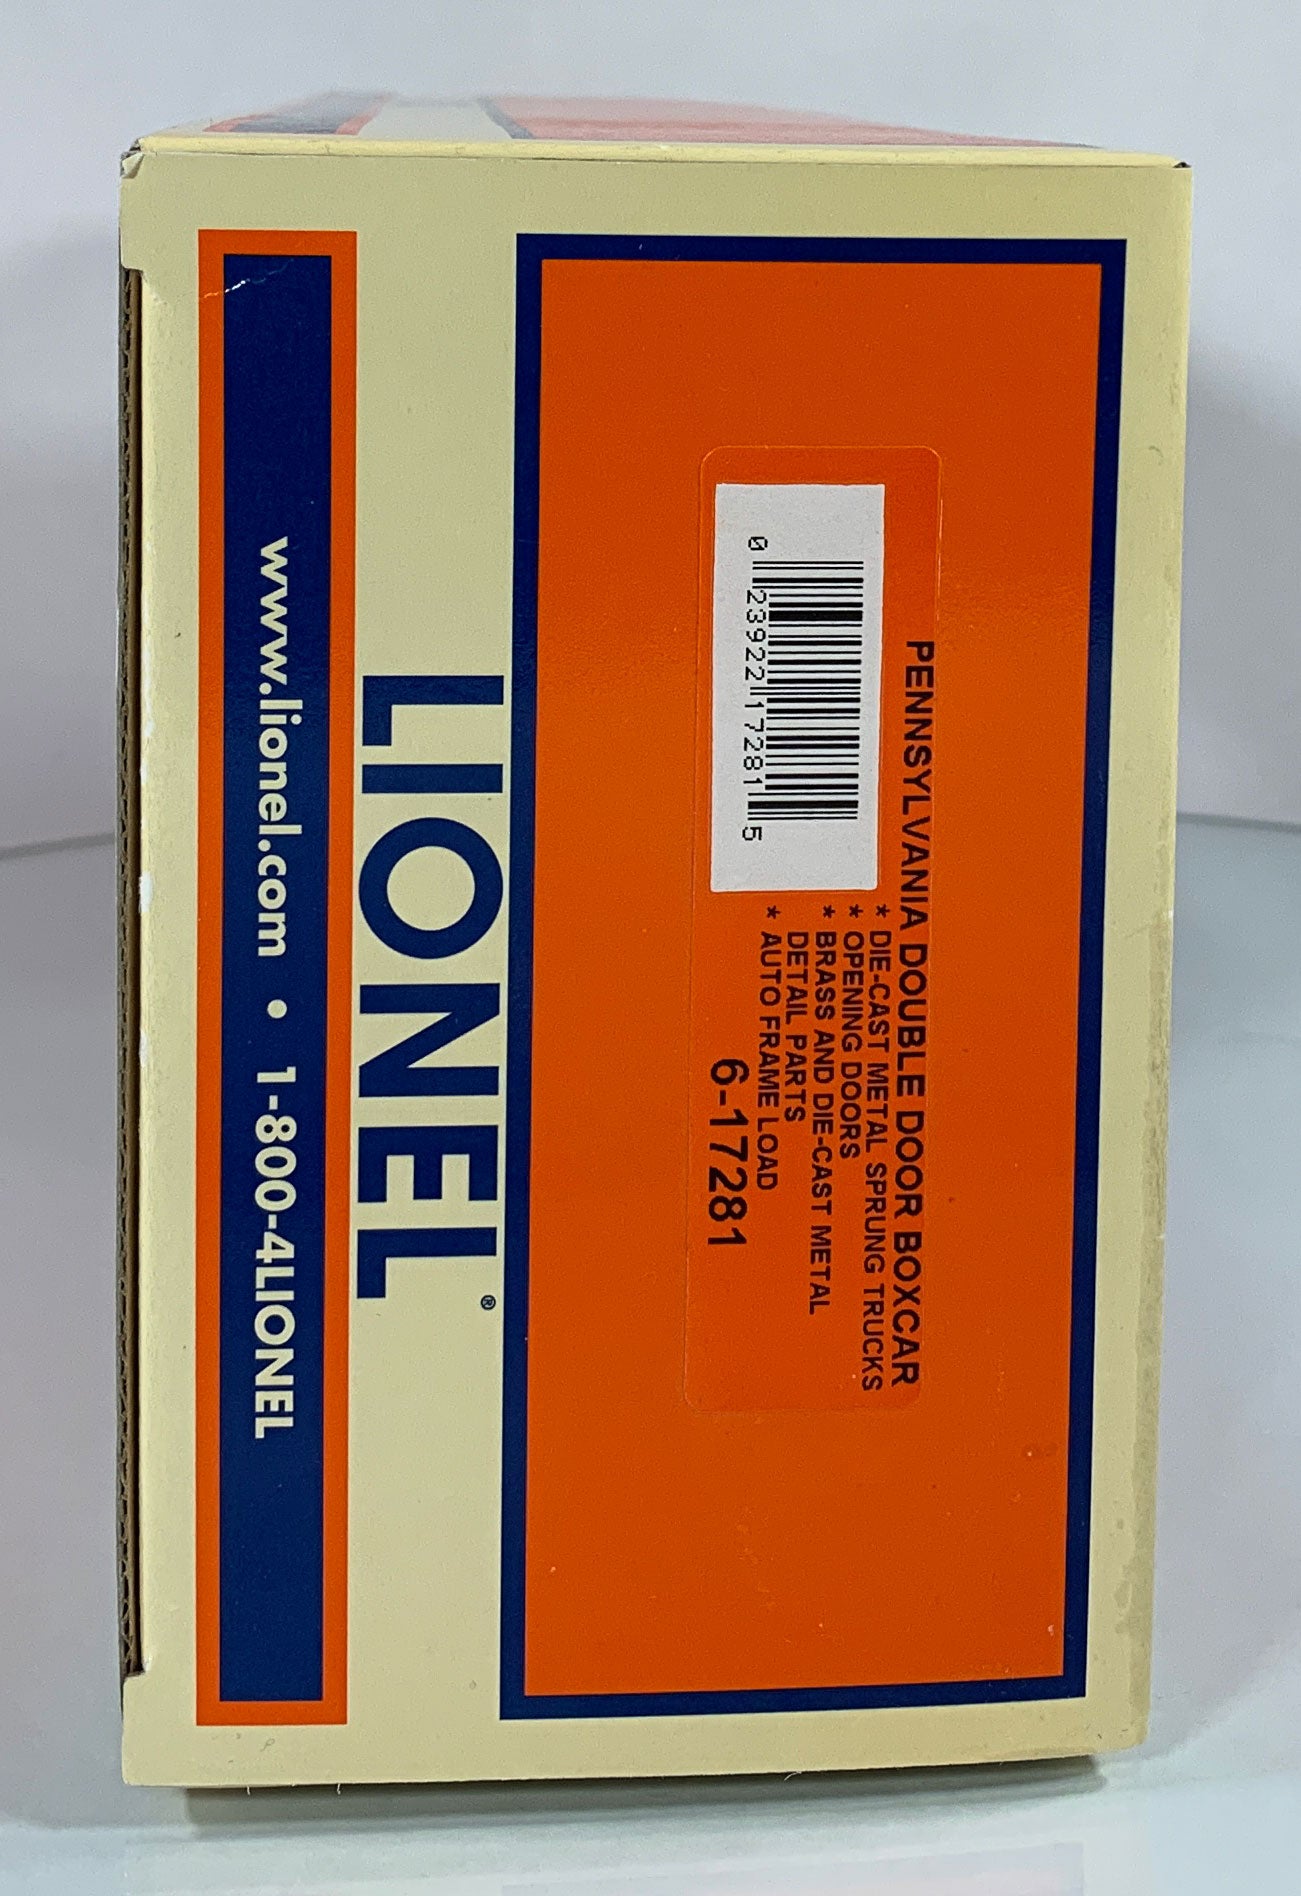 PENNSYLVANIA DOUBLE DOOR BOXCAR
* DIE-CAST METAL SPRUNG TRUCKS
* OPENING DOORS
* BRASS AND DIE-CAST METAL
DETAIL PARTS
* AUTO FRAME LOAD
0 23922 17281 5
6-17281
LIONEL®
www.lionel.com • 1-800-4LIONEL